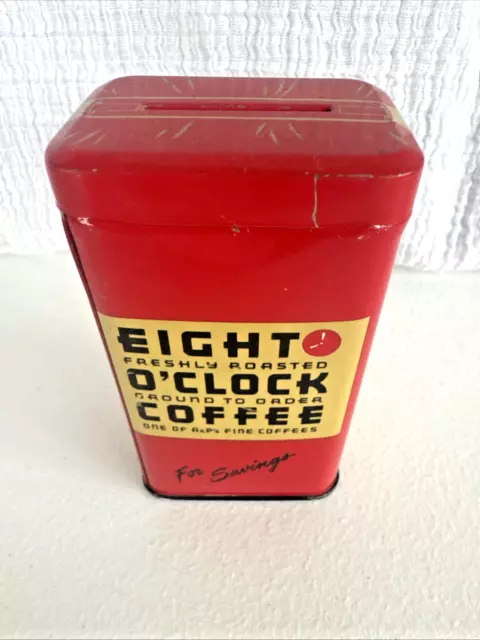 EIGHT
FRESHLY ROASTED
O'CLOCK
GROUND TO ORDER
COFFEE
ONE OF A&P's FINE COFFEES
For Savings